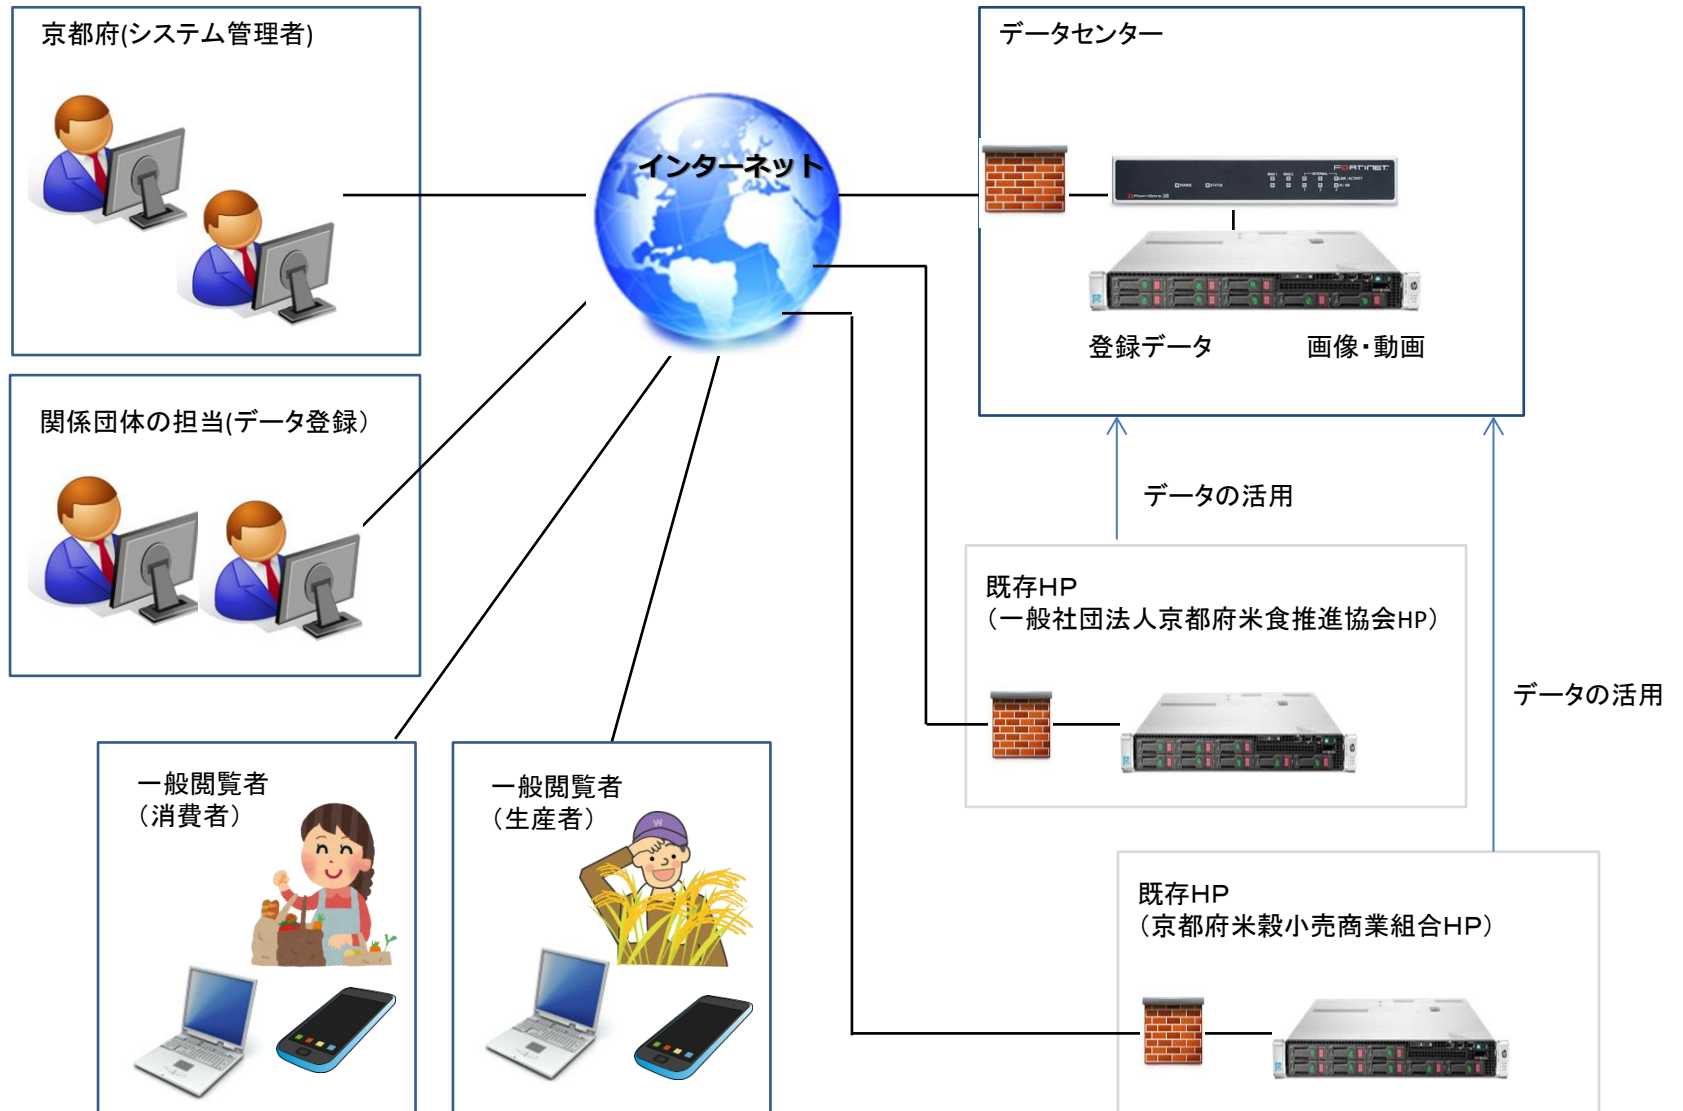 京都府(システム管理者)
データセンター
インターネット
FORTINET
登録データ
画像・動画
関係団体の担当(データ登録）
データの活用
既存HP
（一般社団法人京都府米食推進協会HP）
データの活用
一般閲覧者
（消費者）
一般閲覧者
（生産者）
W
既存HP
（京都府米穀小売商業組合HP）